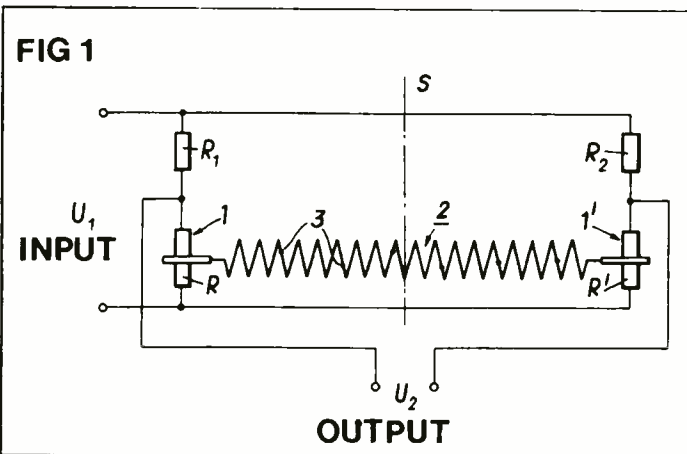 FIG 1
S
R₁
R₂
U₁
INPUT
1
3
2
1'
R
R'
U₂
OUTPUT